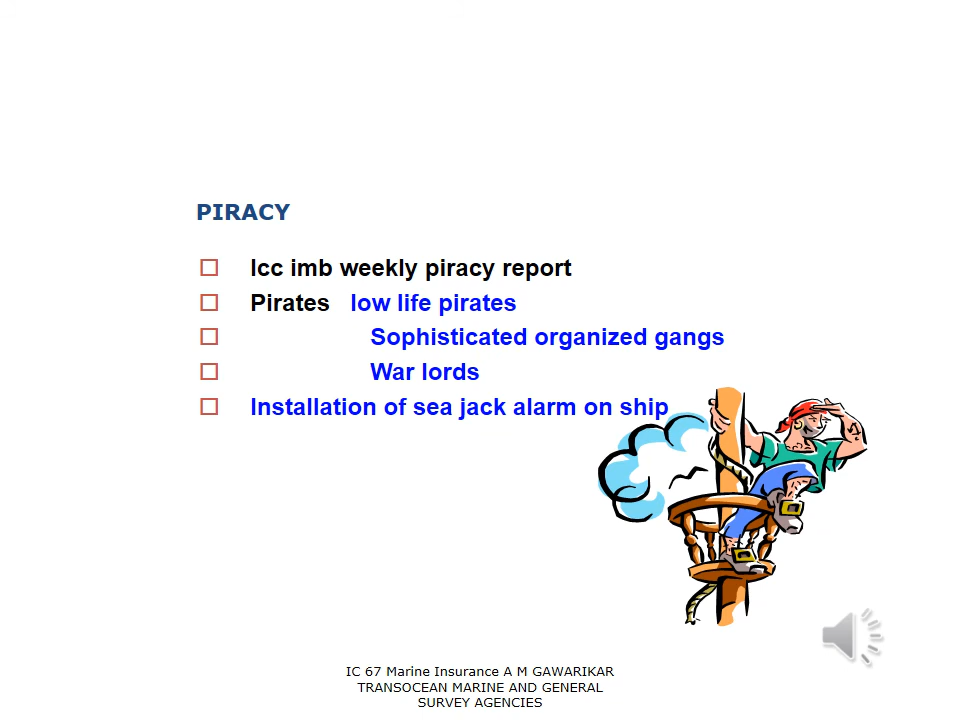 PIRACY
Icc imb weekly piracy report
Pirates low life pirates
Sophisticated organized gangs
War lords
Installation of sea jack alarm on ship
IC 67 Marine Insurance A M GAWARIKAR
TRANSOCEAN MARINE AND GENERAL
SURVEY AGENCIES